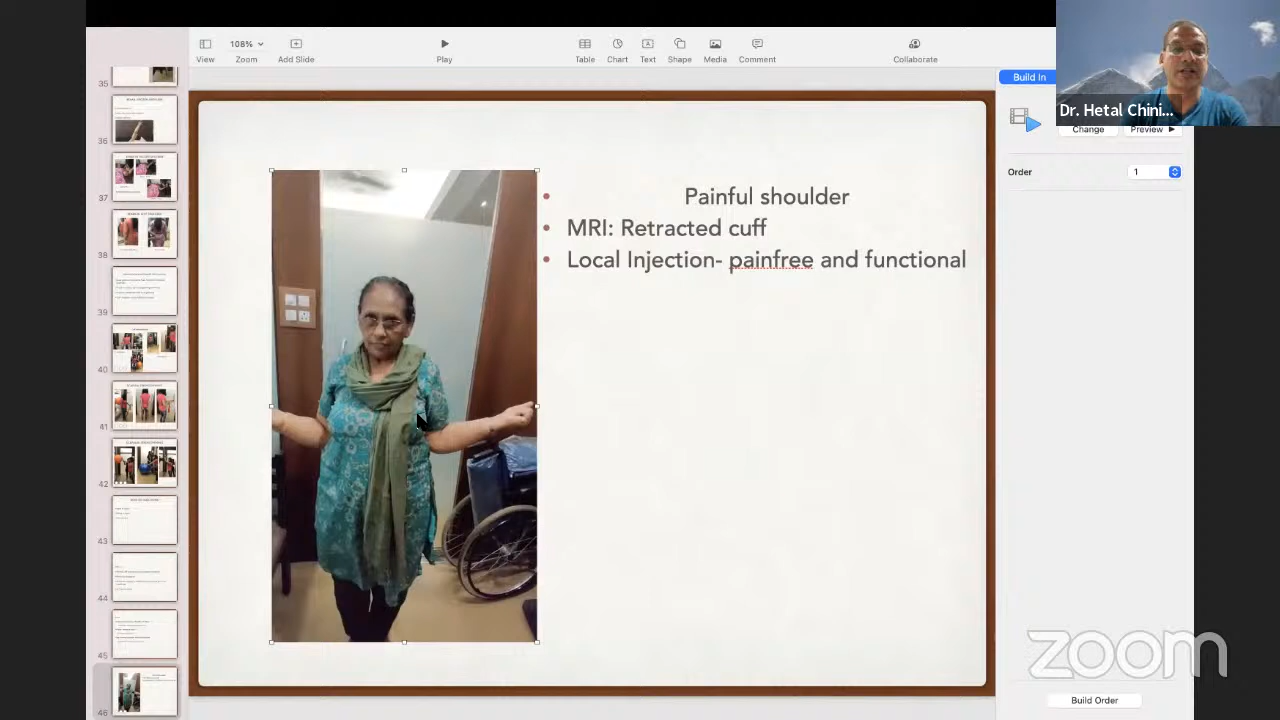 108%
View
Zoom
Add Slide
Play
Table
Chart
Text
Shape
Media
Comment
Collaborate
Build In
Dr. Hetal Chini...
Change
Preview
Order
1
Painful shoulder
MRI: Retracted cuff
Local Injection- painfree and functional
35
36
37
38
39
40
41
42
43
44
45
46
zoom
Build Order